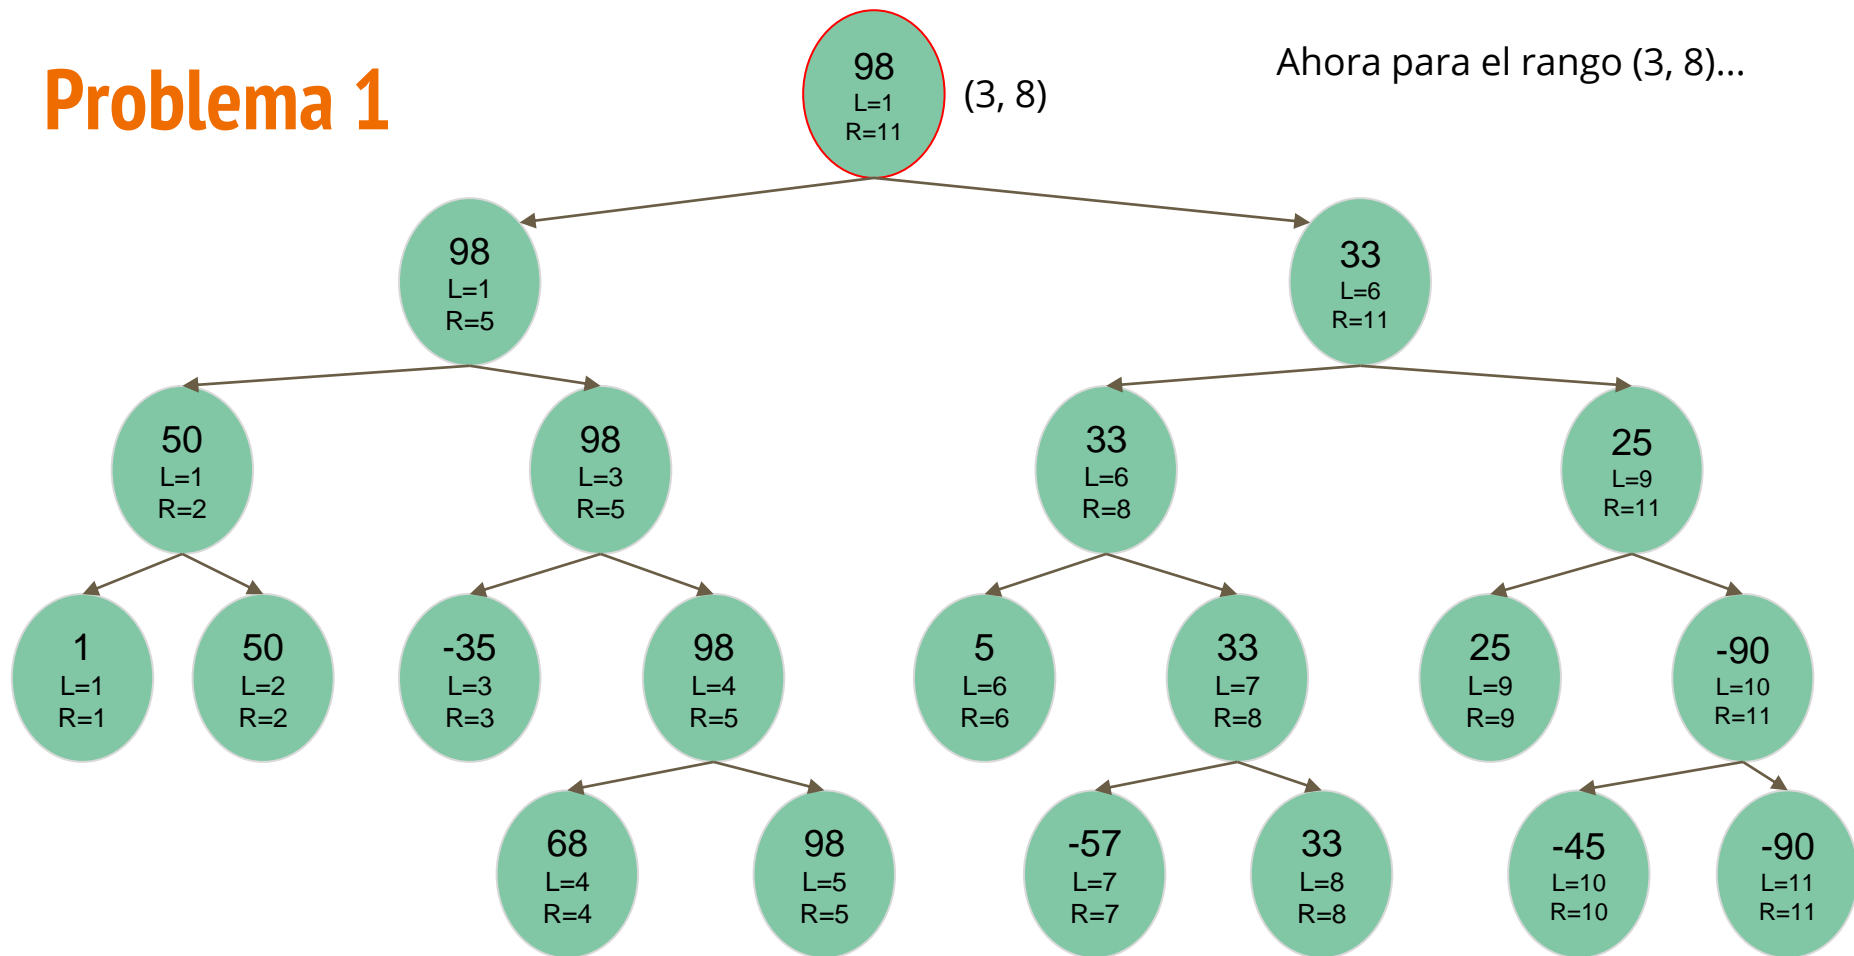 Problema 1
Ahora para el rango (3, 8)...
98
L=1
R=11
(3, 8)
98
L=1
R=5
33
L=6
R=11
50
L=1
R=2
98
L=3
R=5
33
L=6
R=8
25
L=9
R=11
1
L=1
R=1
50
L=2
R=2
-35
L=3
R=3
98
L=4
R=5
5
L=6
R=6
33
L=7
R=8
25
L=9
R=9
-90
L=10
R=11
68
L=4
R=4
98
L=5
R=5
-57
L=7
R=7
33
L=8
R=8
-45
L=10
R=10
-90
L=11
R=11